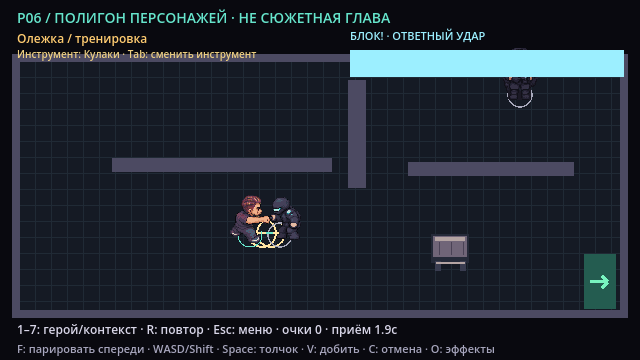 P06 / ПОЛИГОН ПЕРСОНАЖЕЙ · НЕ СЮЖЕТНАЯ ГЛАВА
Олежка / тренировка
БЛОК! · ОТВЕТНЫЙ УДАР
Инструмент: Кулаки · Tab: сменить инструмент
1–7: герой/контекст · R: повтор · Esc: меню · очки 0 · приём 1.9с
F: парировать спереди · WASD/Shift · Space: толчок · V: добить · C: отмена · O: эффекты